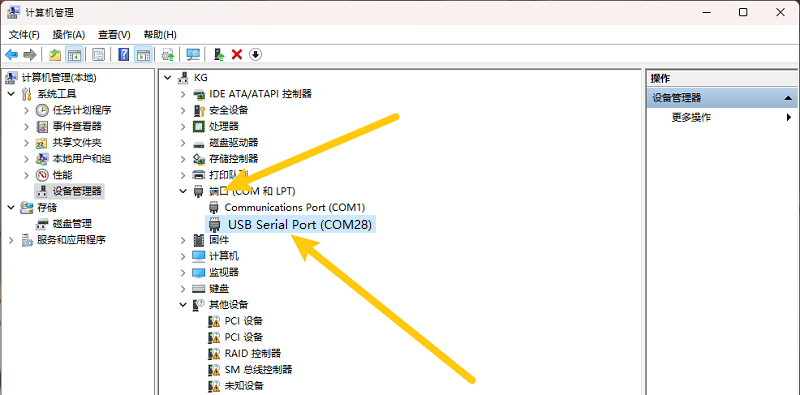 计算机管理
文件(F) 操作(A) 查看(V) 帮助(H)
计算机管理(本地)
系统工具
任务计划程序
事件查看器
共享文件夹
本地用户和组
性能
设备管理器
存储
磁盘管理
服务和应用程序
KG
IDE ATA/ATAPI 控制器
安全设备
处理器
磁盘驱动器
存储控制器
打印队列
端口 (COM 和 LPT)
Communications Port (COM1)
USB Serial Port (COM28)
固件
计算机
监视器
键盘
其他设备
PCI 设备
PCI 设备
RAID 控制器
SM 总线控制器
未知设备
操作
设备管理器
更多操作